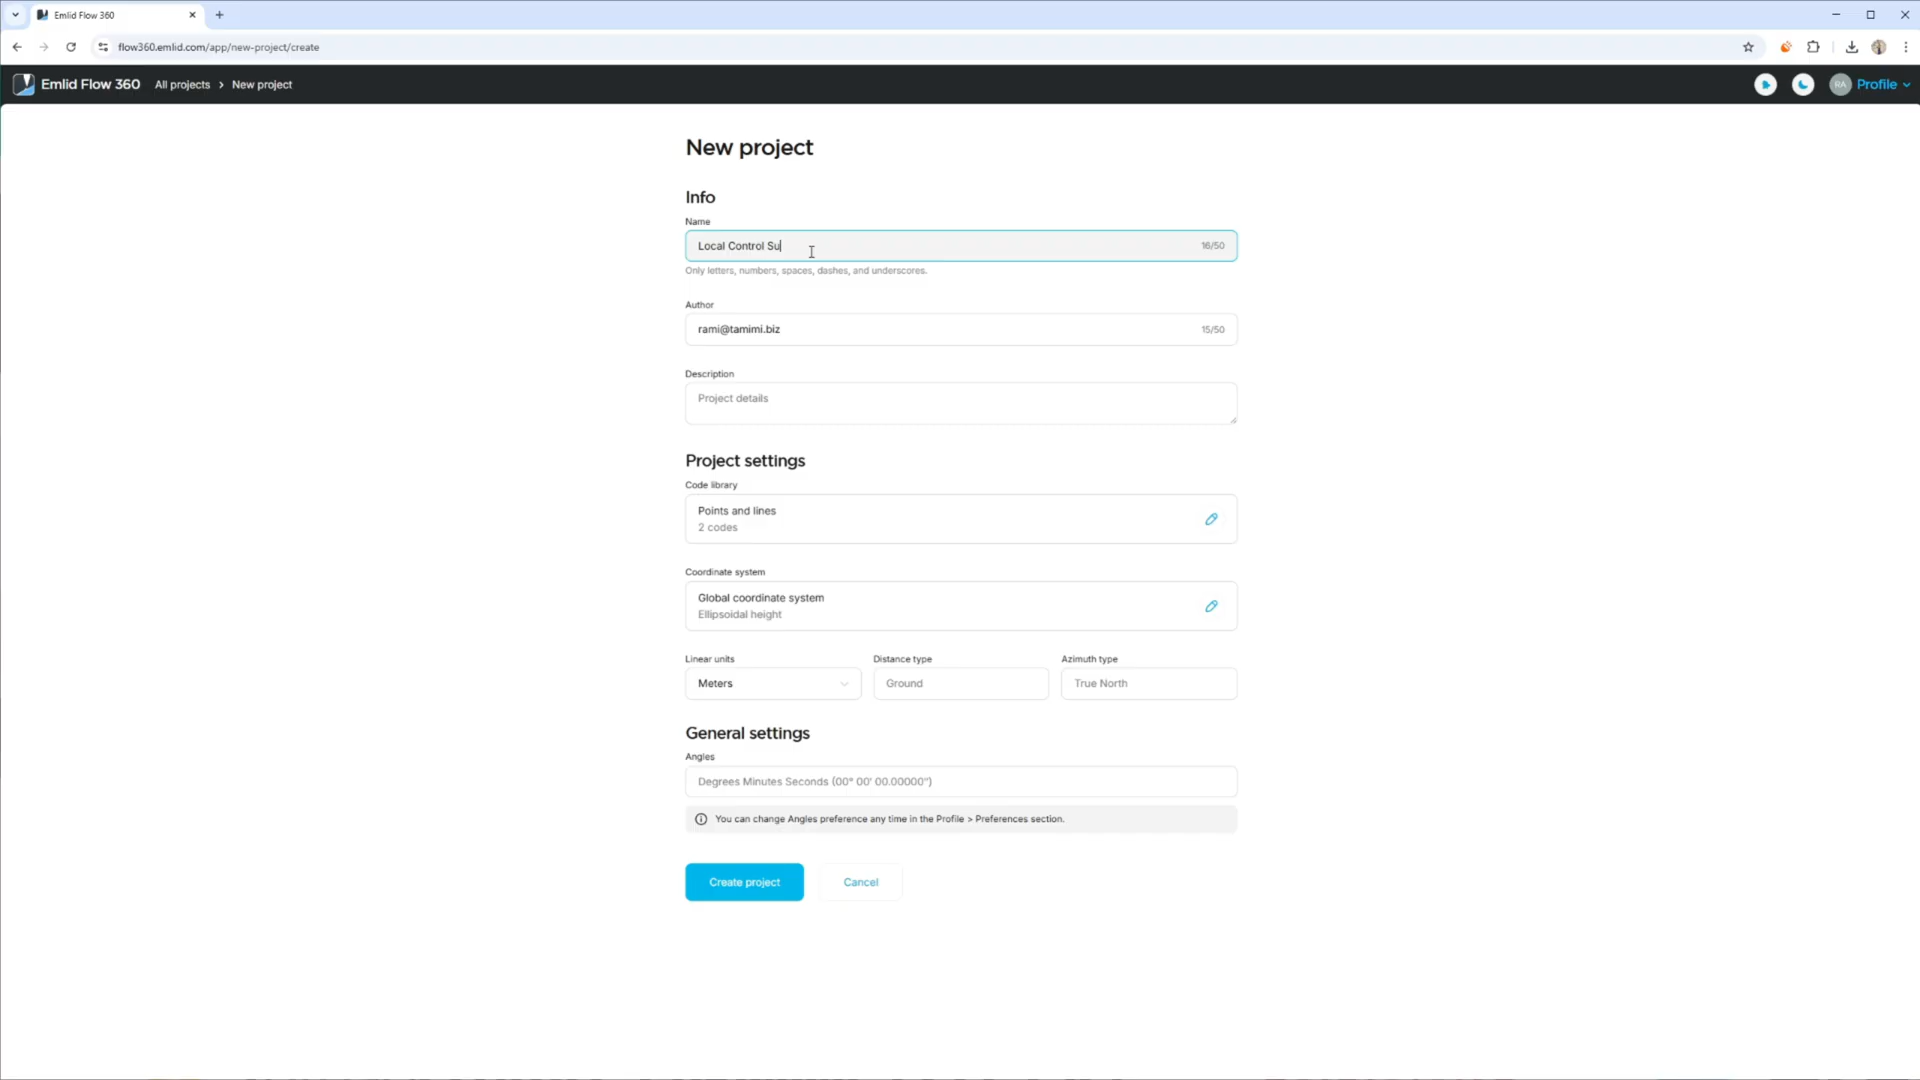 Emlid Flow 360
flow360.emlid.com/app/new-project/create
Emlid Flow 360 All projects > New project
RA Profile
New project
Info
Name
Local Control Su
16/50
Only letters, numbers, spaces, dashes, and underscores.
Author
rami@tamimi.biz
15/50
Description
Project details
Project settings
Code library
Points and lines
2 codes
Coordinate system
Global coordinate system
Ellipsoidal height
Linear units Distance type Azimuth type
Meters Ground True North
General settings
Angles
Degrees Minutes Seconds (00° 00' 00.00000")
You can change Angles preference any time in the Profile > Preferences section.
Create project Cancel